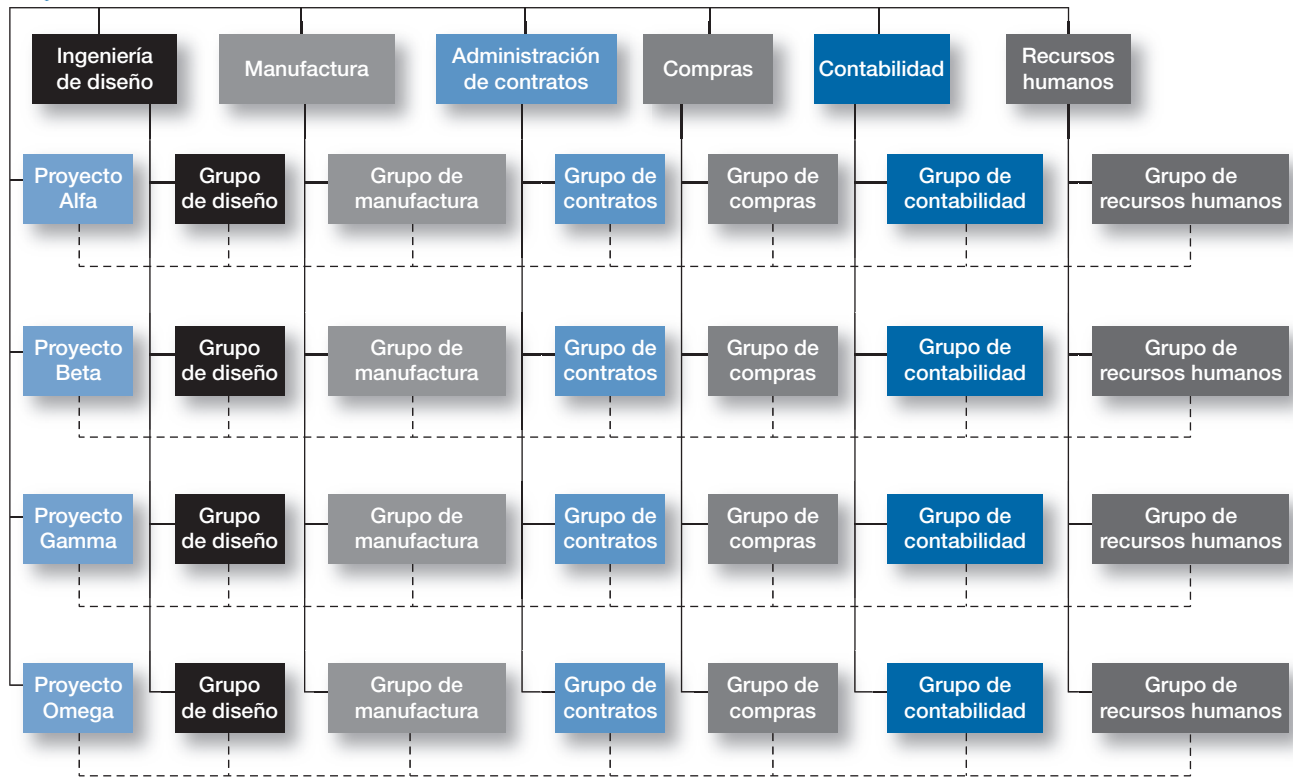 Ingeniería
de diseño
Manufactura
Administración
de contratos
Compras
Contabilidad
Recursos
humanos
Proyecto
Alfa
Grupo
de diseño
Grupo de
manufactura
Grupo de
contratos
Grupo de
compras
Grupo de
contabilidad
Grupo de
recursos humanos
Proyecto
Beta
Grupo
de diseño
Grupo de
manufactura
Grupo de
contratos
Grupo de
compras
Grupo de
contabilidad
Grupo de
recursos humanos
Proyecto
Gamma
Grupo
de diseño
Grupo de
manufactura
Grupo de
contratos
Grupo de
compras
Grupo de
contabilidad
Grupo de
recursos humanos
Proyecto
Omega
Grupo
de diseño
Grupo de
manufactura
Grupo de
contratos
Grupo de
compras
Grupo de
contabilidad
Grupo de
recursos humanos